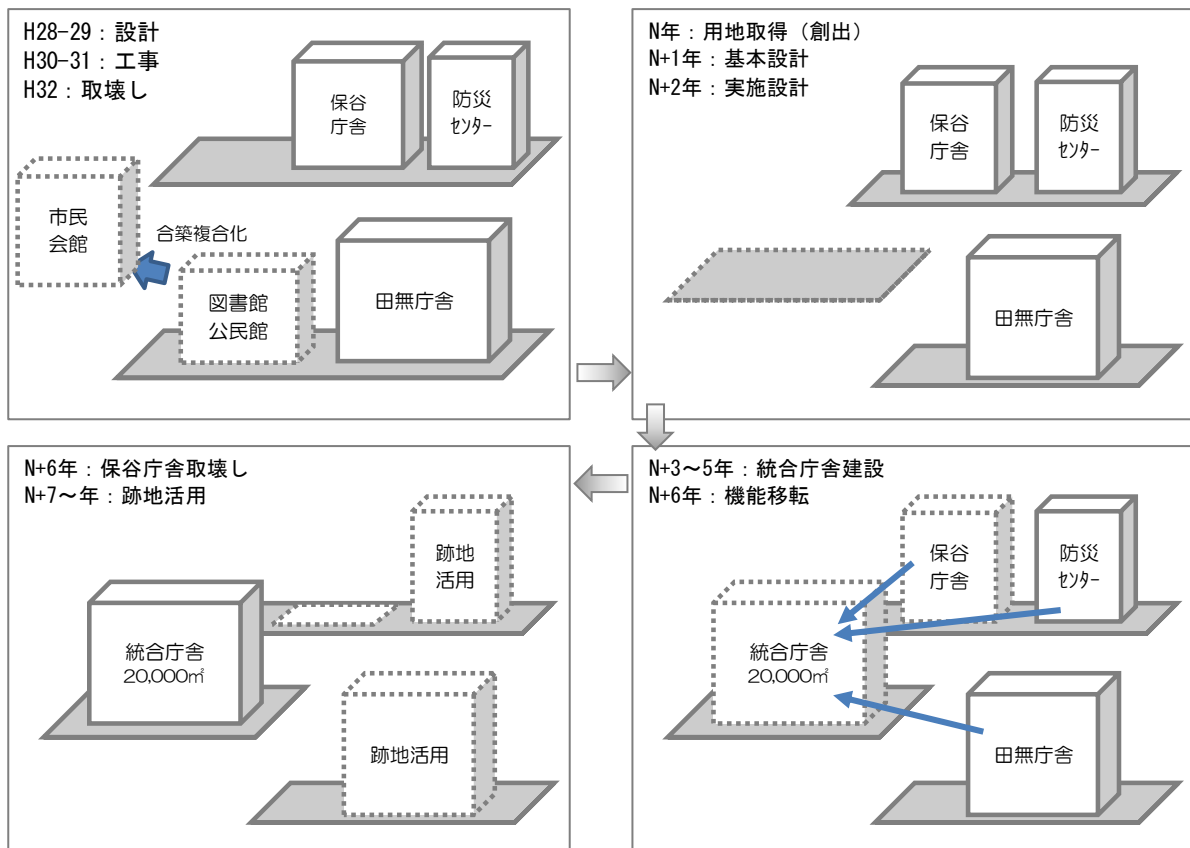 H28-29：設計
H30-31：工事
H32：取壊し
保谷
庁舎
防災
ｾﾝﾀｰ
市民
会館
合築複合化
図書館
公民館
田無庁舎
N年：用地取得（創出）
N+1年：基本設計
N+2年：実施設計
保谷
庁舎
防災
ｾﾝﾀｰ
田無庁舎
N+6年：保谷庁舎取壊し
N+7～年：跡地活用
跡地
活用
統合庁舎
20,000㎡
跡地活用
N+3～5年：統合庁舎建設
N+6年：機能移転
保谷
庁舎
防災
ｾﾝﾀｰ
統合庁舎
20,000㎡
田無庁舎